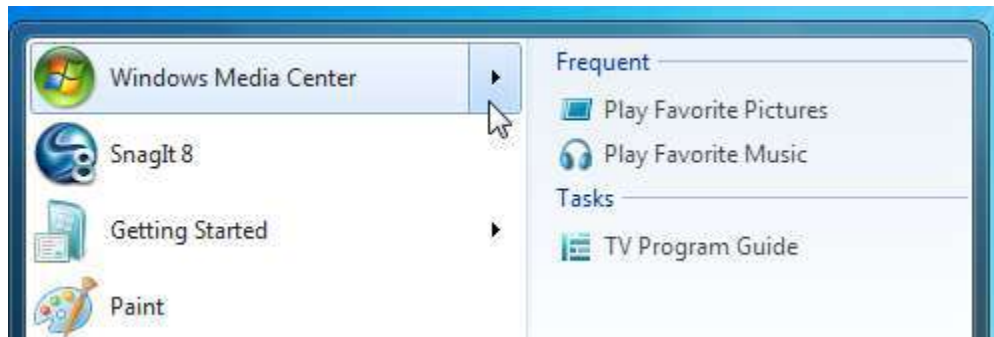 Windows Media Center
SnagIt 8
Getting Started
Paint
Frequent
Play Favorite Pictures
Play Favorite Music
Tasks
TV Program Guide